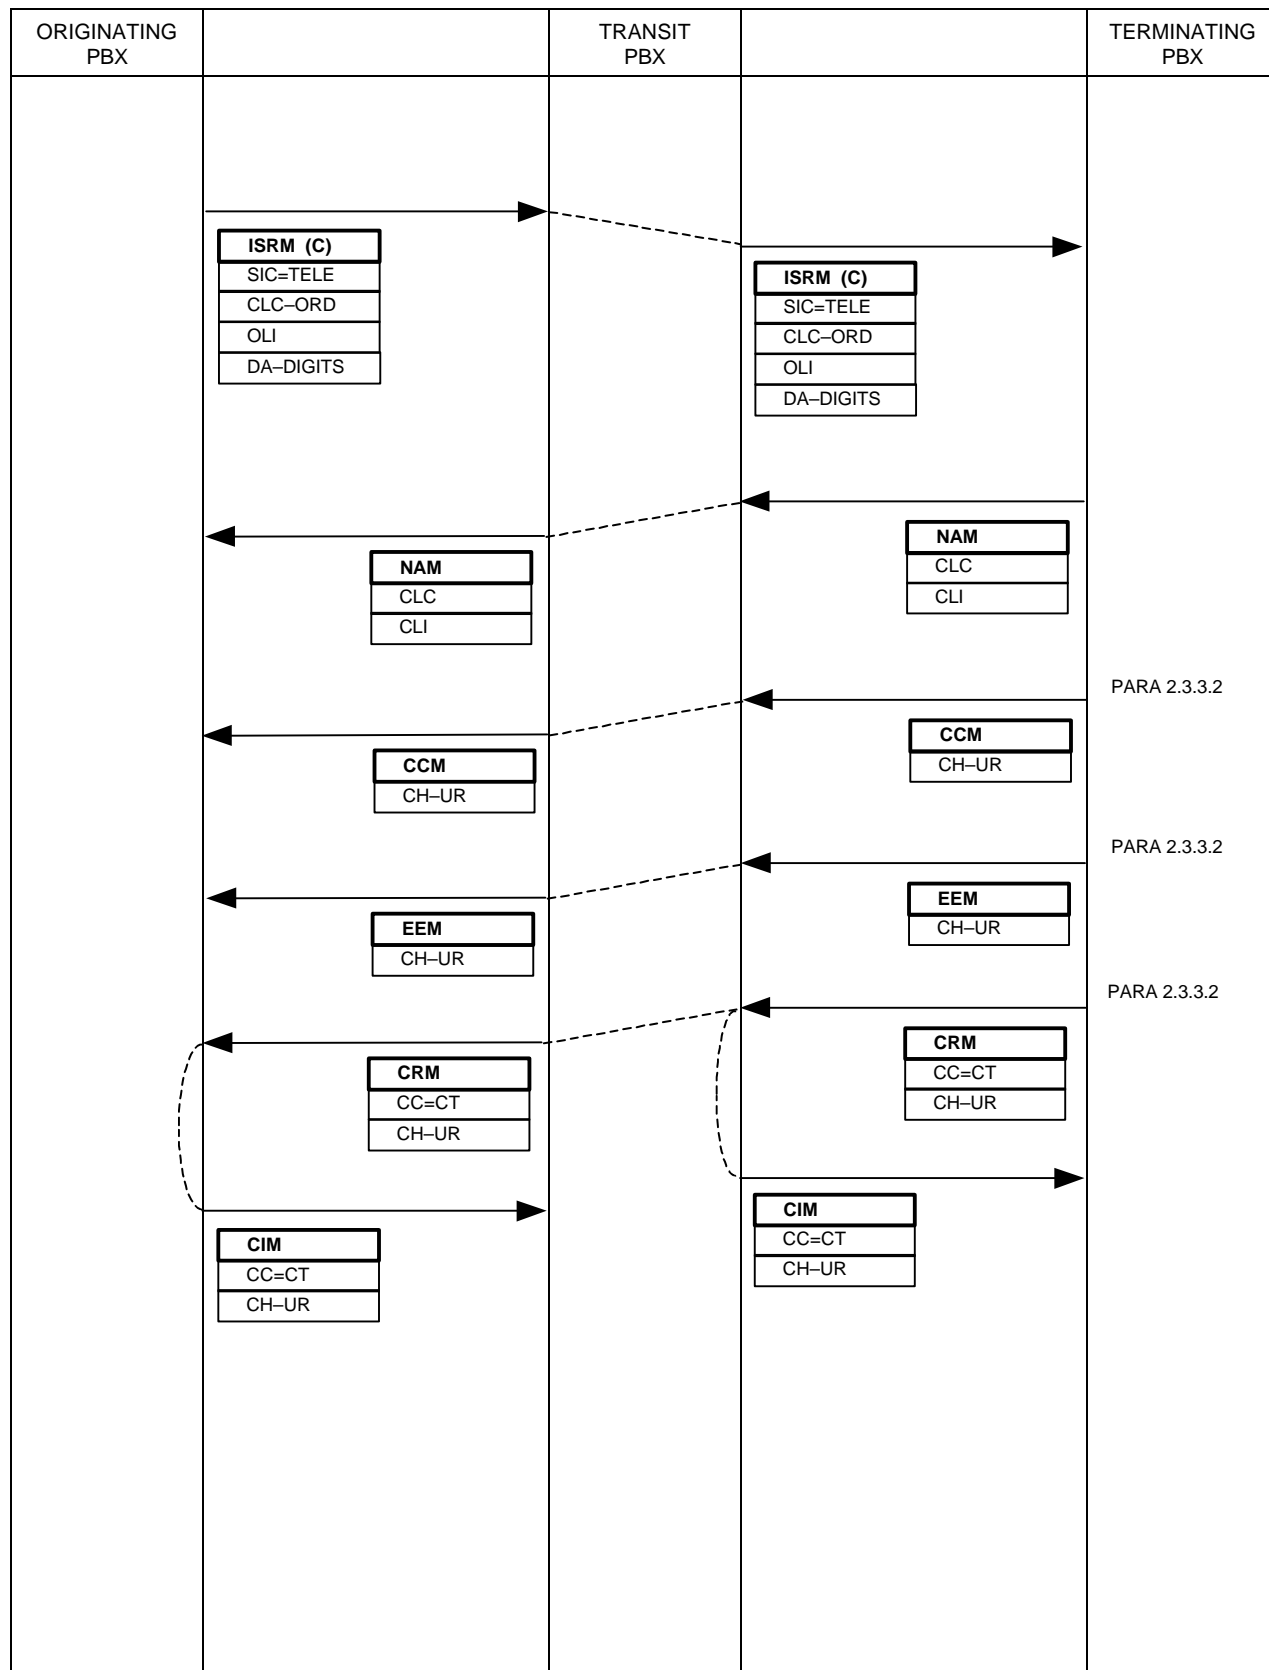 ORIGINATING
PBX
TRANSIT
PBX
TERMINATING
PBX
ISRM (C)
SIC=TELE
CLC–ORD
OLI
DA–DIGITS
ISRM (C)
SIC=TELE
CLC–ORD
OLI
DA–DIGITS
NAM
CLC
CLI
NAM
CLC
CLI
PARA 2.3.3.2
CCM
CH–UR
CCM
CH–UR
PARA 2.3.3.2
EEM
CH–UR
EEM
CH–UR
PARA 2.3.3.2
CRM
CC=CT
CH–UR
CRM
CC=CT
CH–UR
CIM
CC=CT
CH–UR
CIM
CC=CT
CH–UR